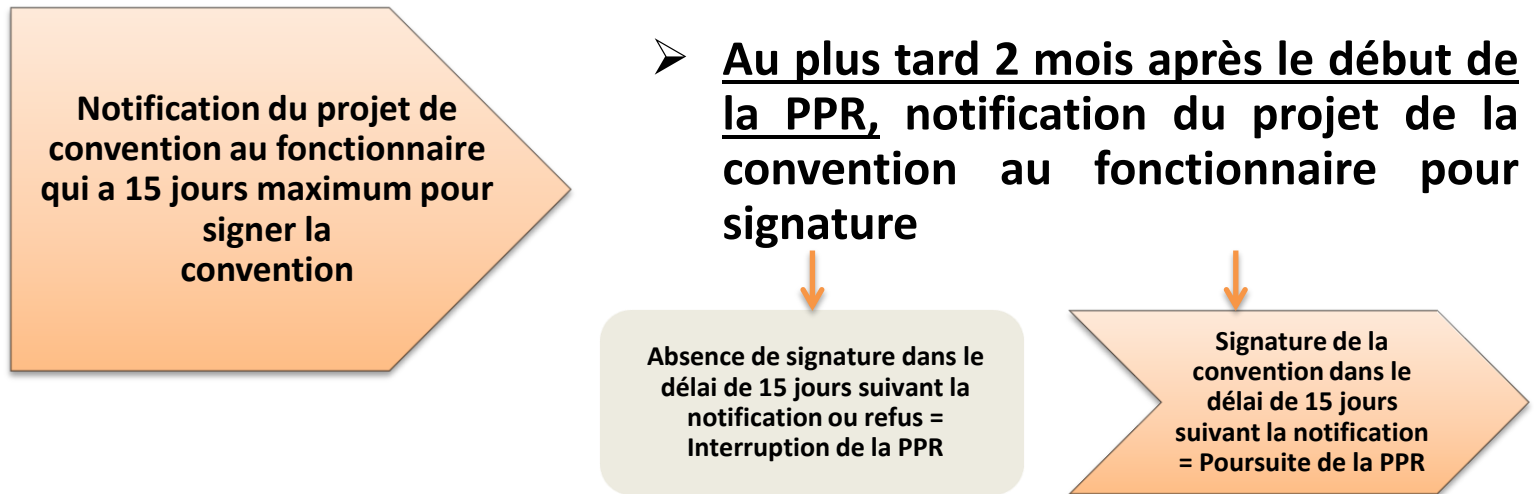 Notification du projet de
convention au fonctionnaire
qui a 15 jours maximum pour
signer la
convention
➢ Au plus tard 2 mois après le début de
la PPR, notification du projet de la
convention au fonctionnaire pour
signature
Absence de signature dans le
délai de 15 jours suivant la
notification ou refus =
Interruption de la PPR
Signature de la
convention dans le
délai de 15 jours
suivant la notification
= Poursuite de la PPR